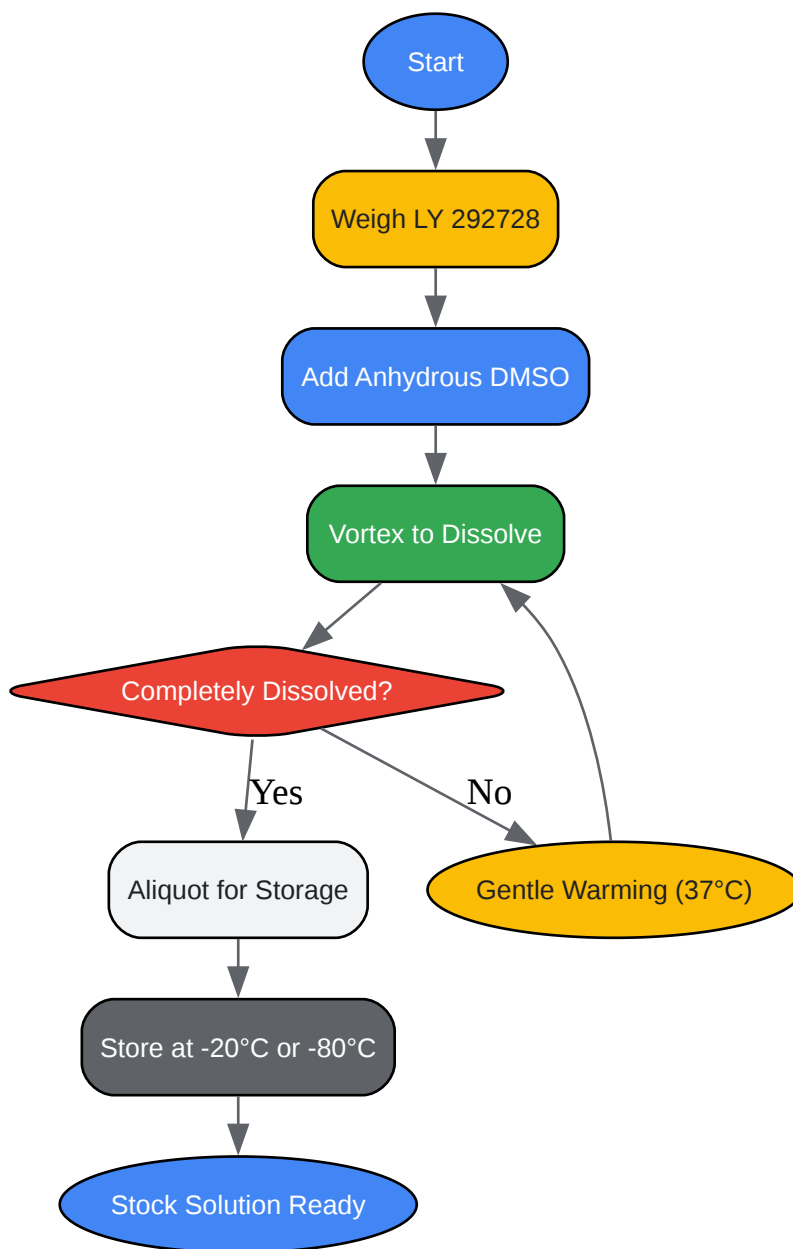 Start
Weigh LY 292728
Add Anhydrous DMSO
Vortex to Dissolve
Completely Dissolved?
Yes
No
Aliquot for Storage
Gentle Warming (37°C)
Store at -20°C or -80°C
Stock Solution Ready